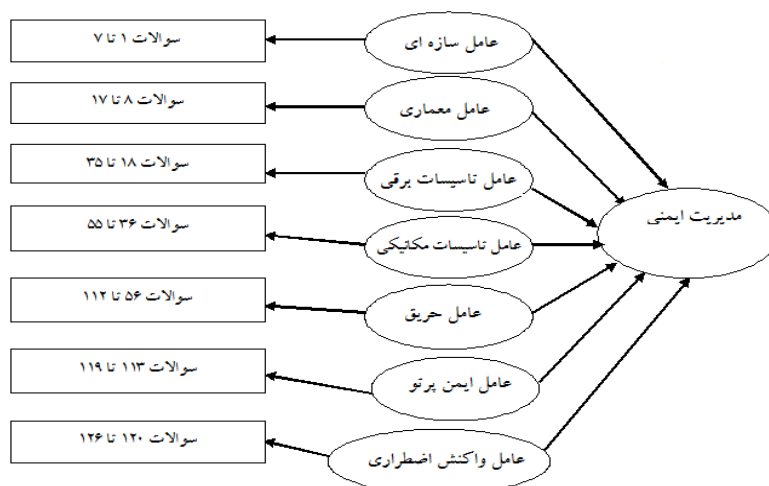 سوالات ۱ تا ۷
عامل سازه ای
سوالات ۸ تا ۱۷
عامل معماری
سوالات ۱۸ تا ۳۵
عامل تاسیسات برقی
مدیریت ایمنی
سوالات ۳۶ تا ۵۵
عامل تاسیسات مکانیکی
سوالات ۵۶ تا ۱۱۲
عامل حریق
سوالات ۱۱۳ تا ۱۱۹
عامل ایمن پرتو
سوالات ۱۲۰ تا ۱۲۶
عامل واکنش اضطراری